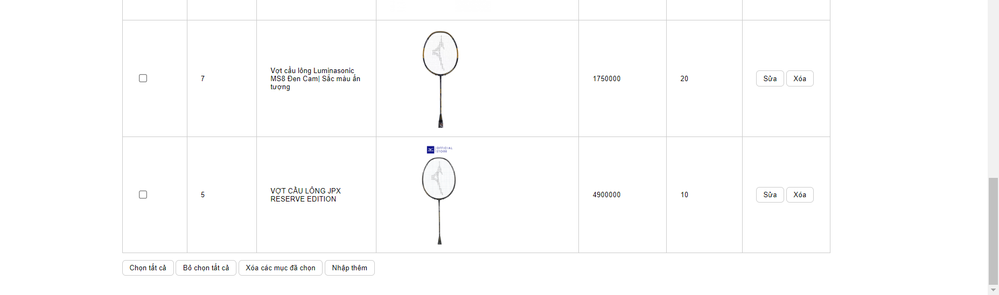 7
Vợt cầu lông Luminasonic
MS8 Đen Cam| Sắc màu ấn
tượng
1750000
20
Sửa
Xóa
OFFICIAL
STORE
5
VỢT CẦU LÔNG JPX
RESERVE EDITION
4900000
10
Sửa
Xóa
Chọn tất cả
Bỏ chọn tất cả
Xóa các mục đã chọn
Nhập thêm